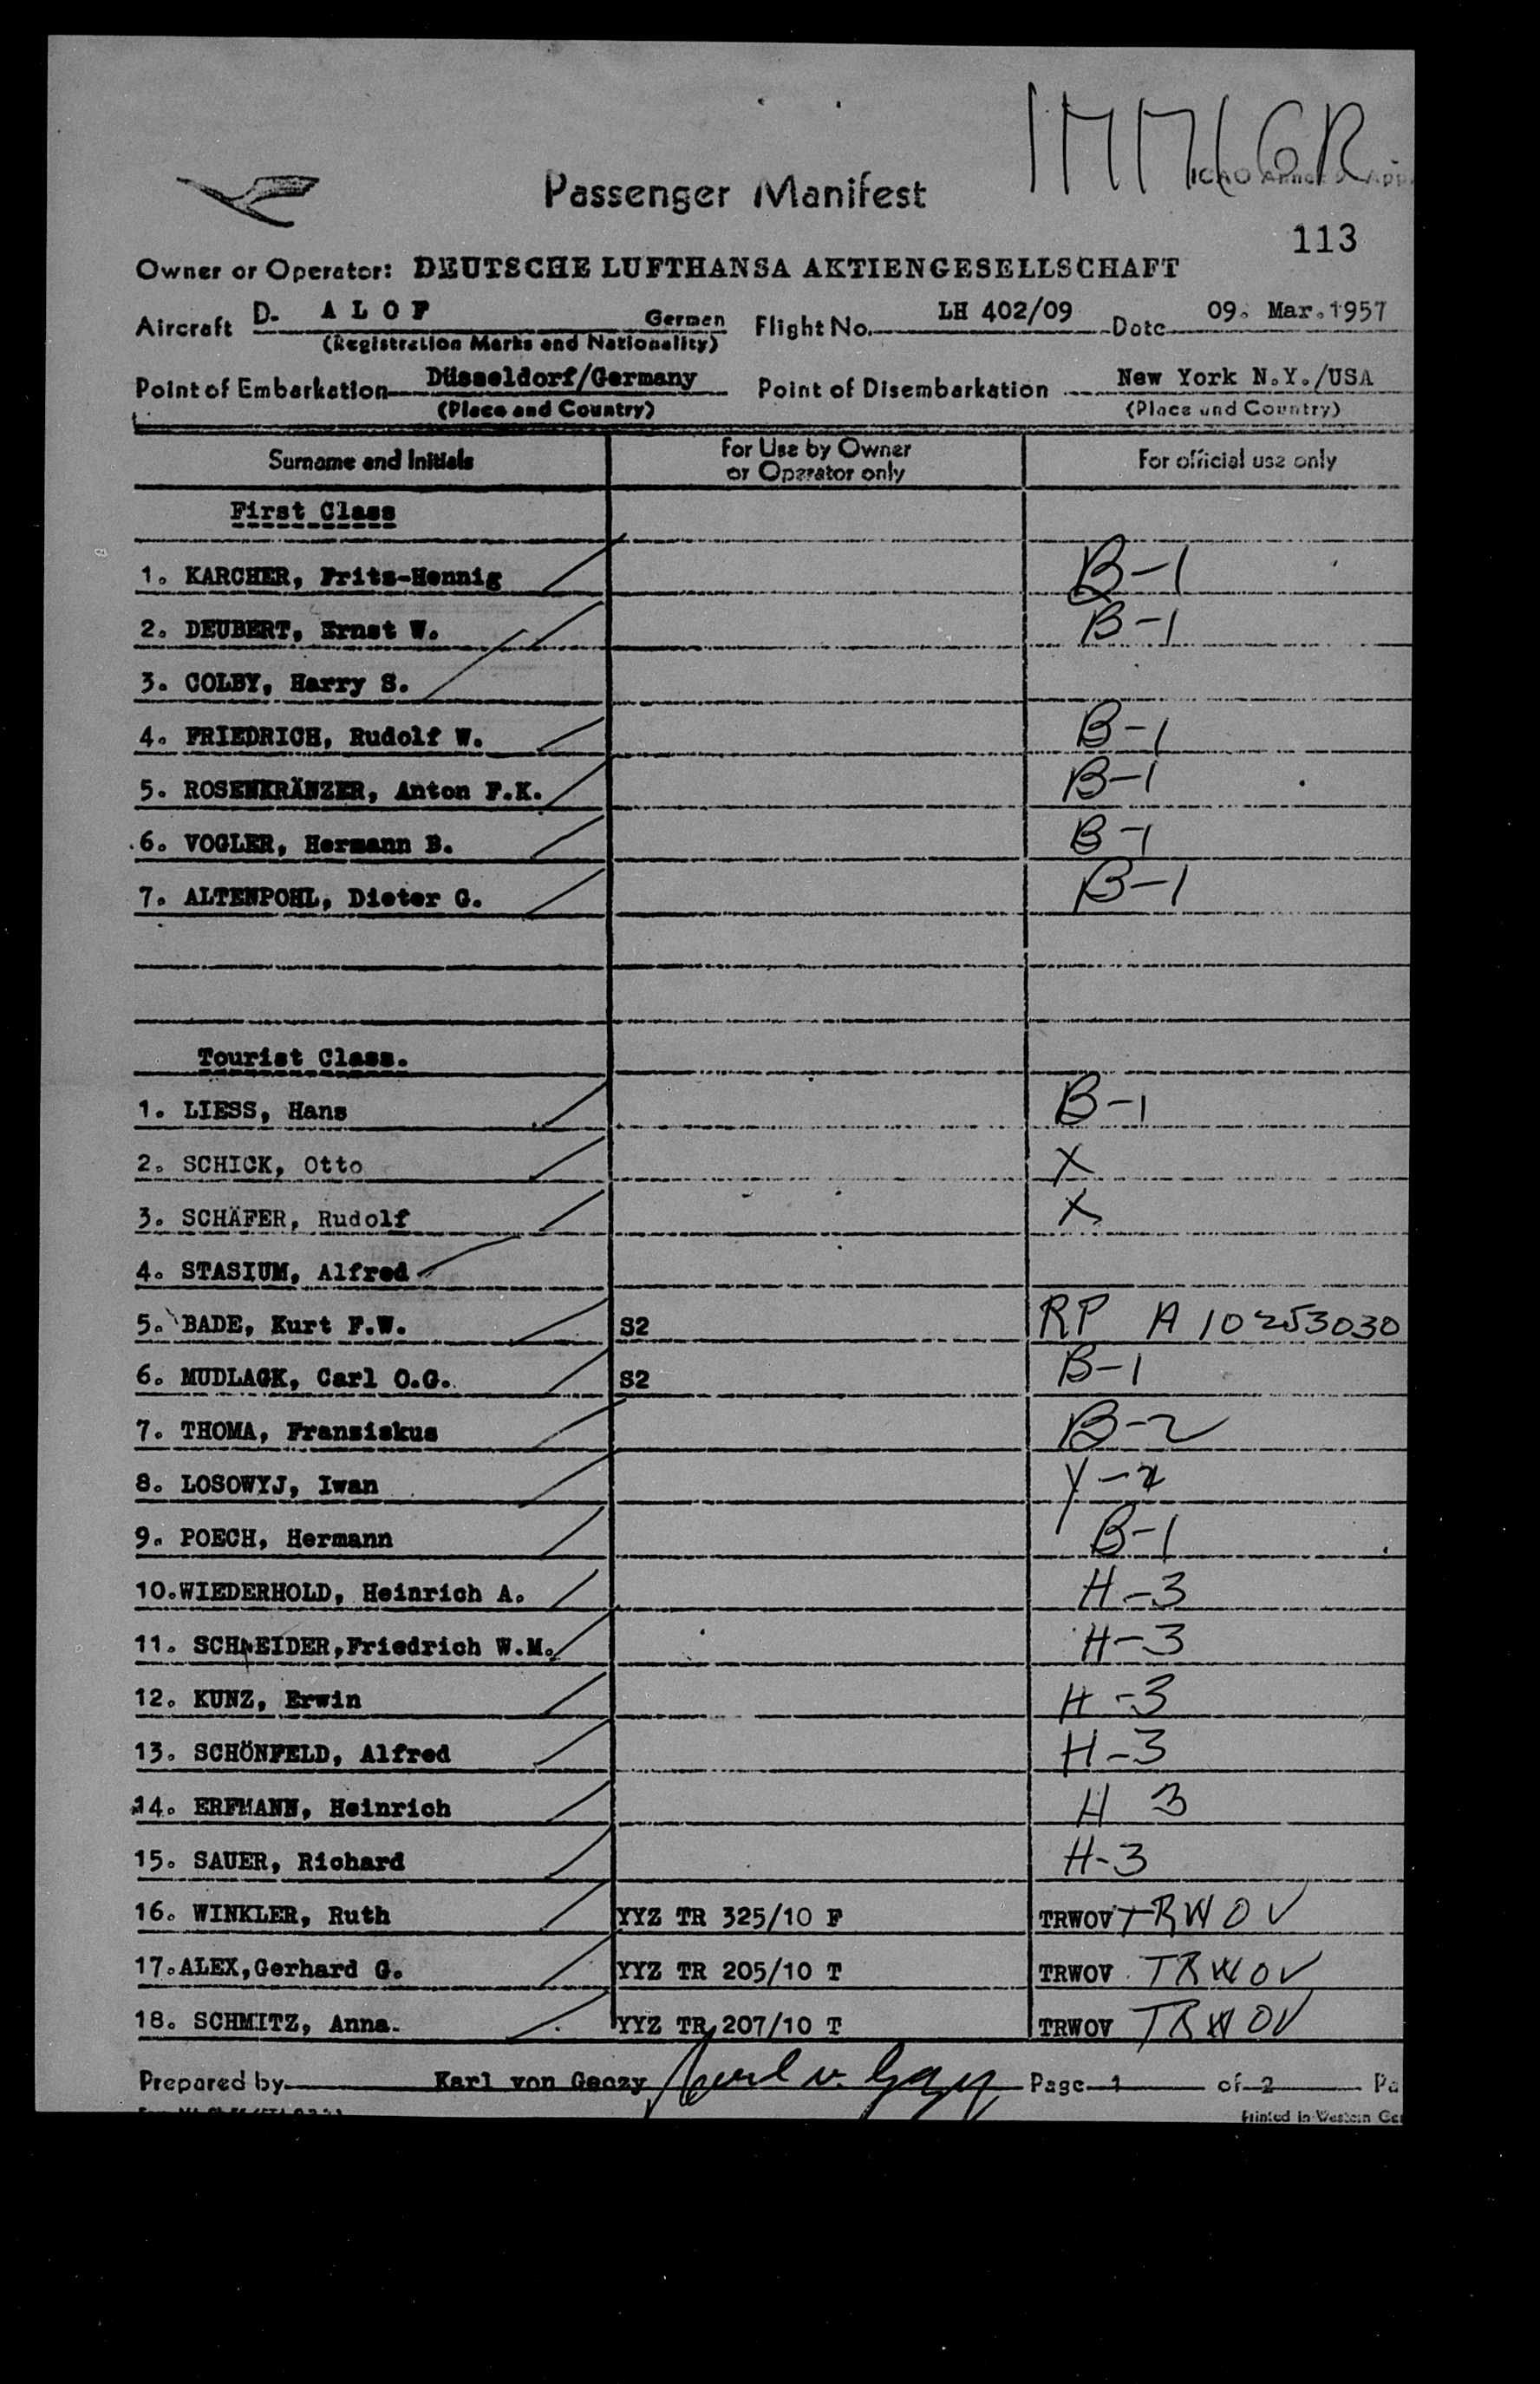 IMMIGR
Passenger Manifest
113
Owner or Operator: DEUTSCHE LUFTHANSA AKTIENGESELLSCHAFT
Aircraft D- A L O F German Flight No. LH 402/09 Date 09. Mar. 1957
(Registration Marks and Nationality)
Point of Embarkation Düsseldorf/Germany Point of Disembarkation New York N.Y./USA
(Place and Country) (Place and Country)
Surname and Initials For Use by Owner or Operator only For official use only
First Class
1. KARCHER, Fritz-Hennig B-1
2. DEUBERT, Ernst W. B-1
3. COLBY, Harry S.
4. FRIEDRICH, Rudolf W. B-1
5. ROSENKRÄNZER, Anton F.K. B-1
6. VOGLER, Hermann B. B-1
7. ALTENPOHL, Dieter G. B-1
Tourist Class.
1. LIESS, Hans B-1
2. SCHICK, Otto X
3. SCHÄFER, Rudolf X
4. STASIUM, Alfred
5. BADE, Kurt F.W. S2 RP A 10253030
6. MUDLAGK, Carl O.G. S2 B-1
7. THOMA, Franziskus B-2
8. LOSOWYJ, Iwan
9. POECH, Hermann B-1
10.WIEDERHOLD, Heinrich A. H-3
11. SCHNEIDER,Friedrich W.M. H-3
12. KUNZ, Erwin H-3
13. SCHÖNFELD, Alfred H-3
14. ERFMANN, Heinrich H 3
15. SAUER, Richard H-3
16. WINKLER, Ruth YYZ TR 325/10 F TRWOV TRWOV
17.ALEX,Gerhard G. YYZ TR 205/10 T TRWOV TRWOV
18. SCHMITZ, Anna. YYZ TR 207/10 T TRWOV TRWOV
Prepared by Karl von Geczy Page 1 of 2 Pa
Printed in Western Ger